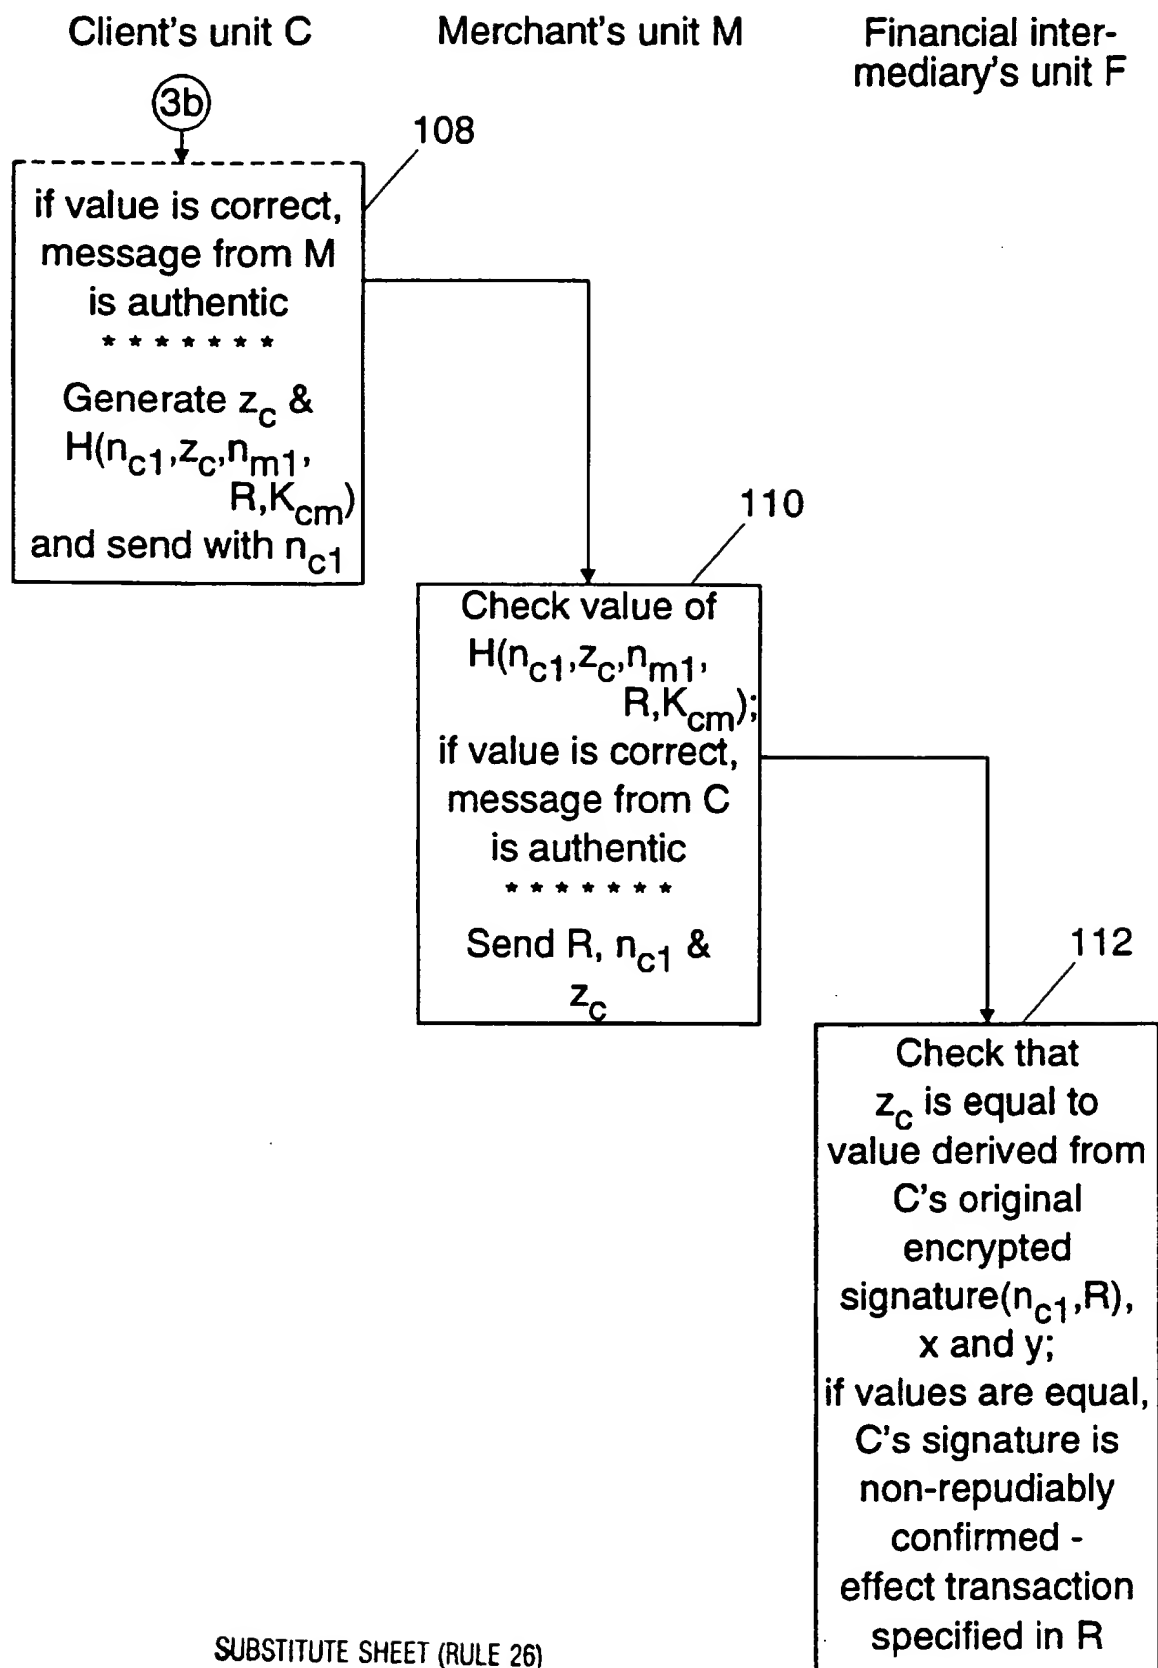 Client's unit C
Merchant's unit M
Financial inter-
mediary's unit F
3b
108
if value is correct,
message from M
is authentic
* * * * * * *
Generate z_c &
H(n_c1,z_c,n_m1,
R,K_cm)
and send with n_c1
110
Check value of
H(n_c1,z_c,n_m1,
R,K_cm);
if value is correct,
message from C
is authentic
* * * * * * *
Send R, n_c1 &
z_c
112
Check that
z_c is equal to
value derived from
C's original
encrypted
signature(n_c1,R),
x and y;
if values are equal,
C's signature is
non-repudiably
confirmed -
effect transaction
specified in R
SUBSTITUTE SHEET (RULE 26)